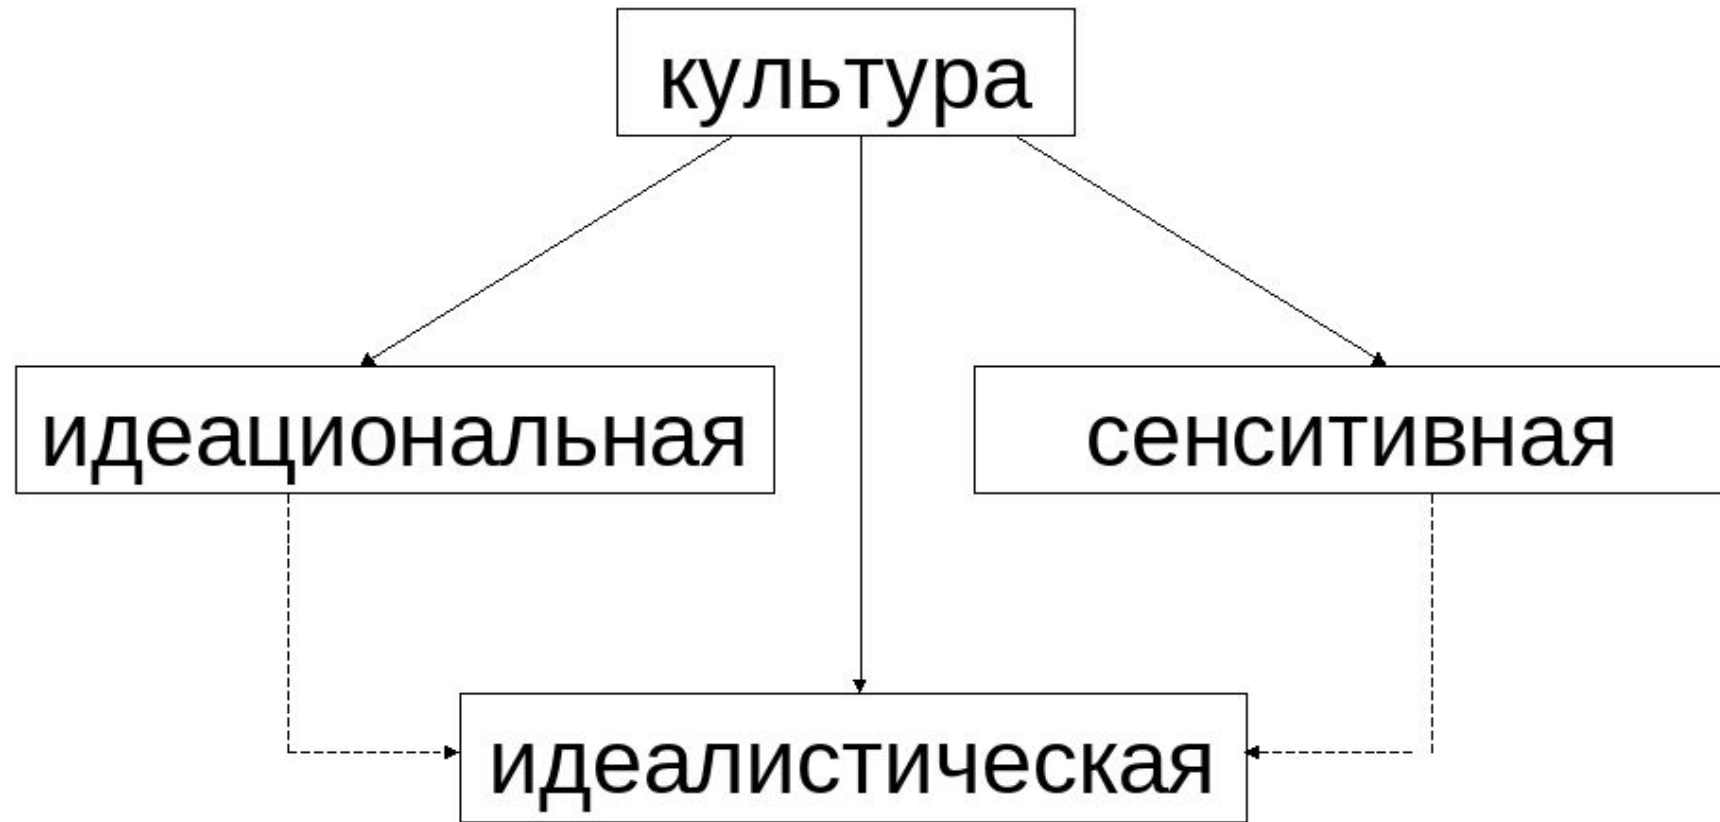 культура
идеациональная
сенситивная
идеалистическая